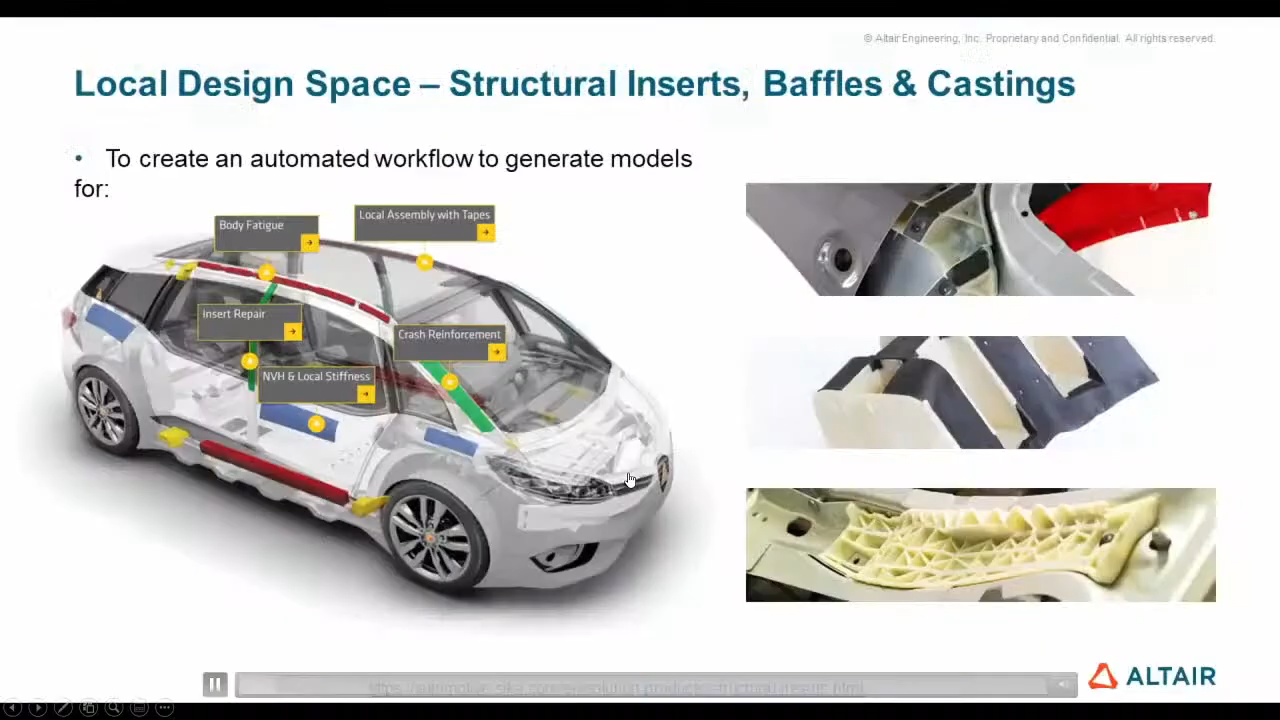 © Altair Engineering, Inc. Proprietary and Confidential. All rights reserved.
Local Design Space – Structural Inserts, Baffles & Castings
• To create an automated workflow to generate models
for:
Local Assembly with Tapes
Body Fatigue
Insert Repair
Crash Reinforcement
NVH & Local Stiffness
ALTAIR